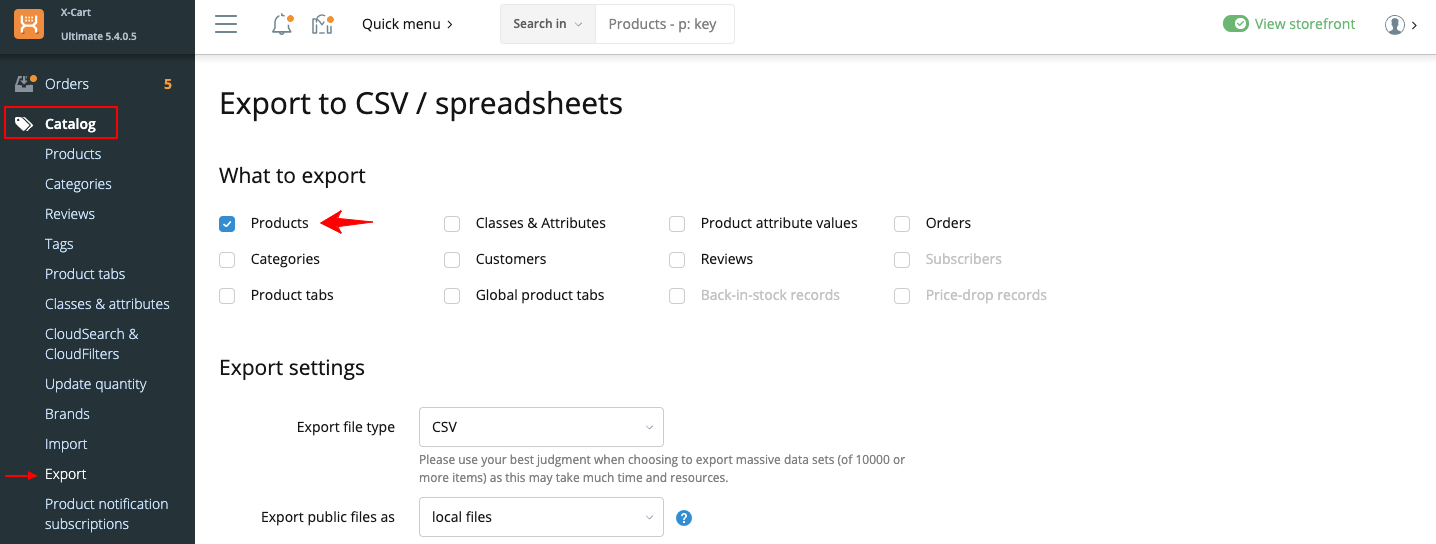 X-Cart
Ultimate 5.4.0.5
Quick menu
Search in
Products - p: key
View storefront
Orders 5
Catalog
Products
Categories
Reviews
Tags
Product tabs
Classes & attributes
CloudSearch &
CloudFilters
Update quantity
Brands
Import
Export
Product notification
subscriptions
Export to CSV / spreadsheets
What to export
Products Classes & Attributes Product attribute values Orders
Categories Customers Reviews Subscribers
Product tabs Global product tabs Back-in-stock records Price-drop records
Export settings
Export file type CSV
Please use your best judgment when choosing to export massive data sets (of 10000 or
more items) as this may take much time and resources.
Export public files as local files ?